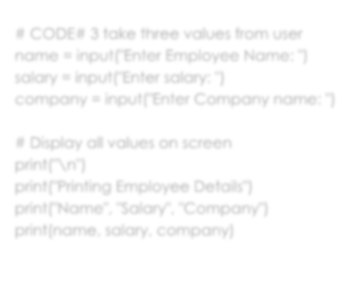 # CODE# 3 take three values from user
name = input("Enter Employee Name: ")
salary = input("Enter salary: ")
company = input("Enter Company name: ")
# Display all values on screen
print("\n")
print("Printing Employee Details")
print("Name", "Salary", "Company")
print(name, salary, company)